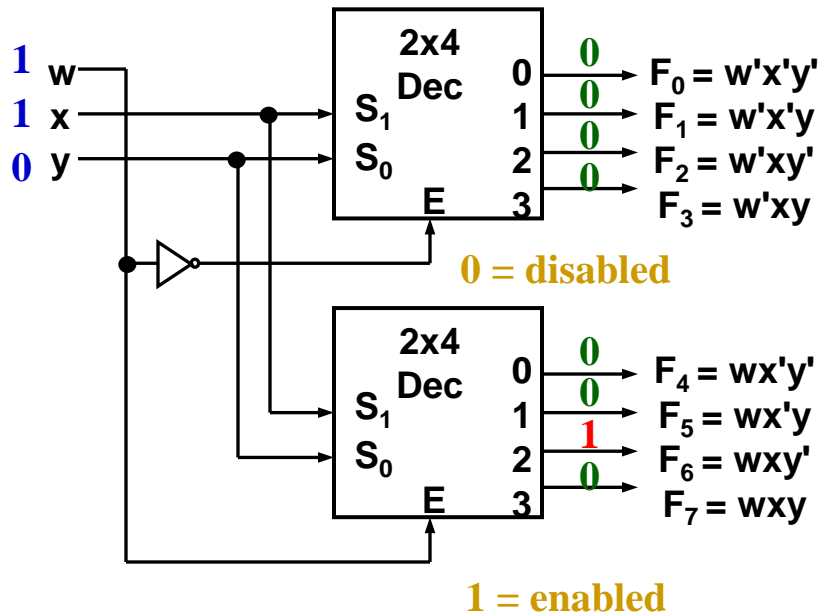 2x4
Dec
1 w
1 x
0 y
S1
S0
E
0
1
2
3
0
0
0
0
F0 = w'x'y'
F1 = w'x'y
F2 = w'xy'
F3 = w'xy
0 = disabled
2x4
Dec
S1
S0
E
0
1
2
3
0
0
1
0
F4 = wx'y'
F5 = wx'y
F6 = wxy'
F7 = wxy
1 = enabled